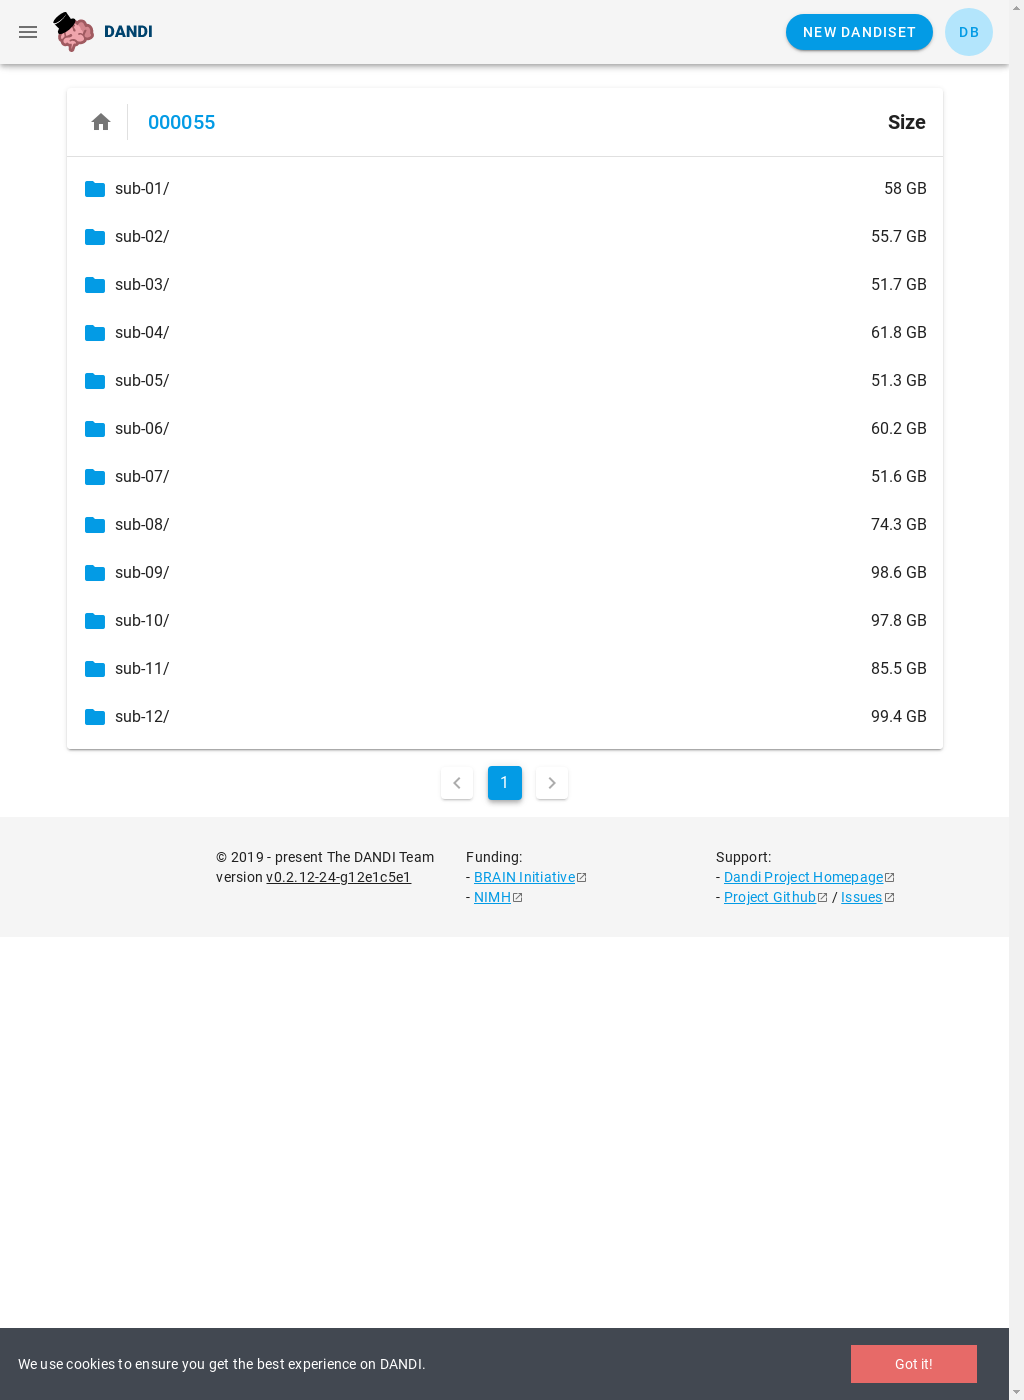 DANDI
NEW DANDISET
DB
000055
Size
sub-01/ 58 GB
sub-02/ 55.7 GB
sub-03/ 51.7 GB
sub-04/ 61.8 GB
sub-05/ 51.3 GB
sub-06/ 60.2 GB
sub-07/ 51.6 GB
sub-08/ 74.3 GB
sub-09/ 98.6 GB
sub-10/ 97.8 GB
sub-11/ 85.5 GB
sub-12/ 99.4 GB
1
© 2019 - present The DANDI Team
version v0.2.12-24-g12e1c5e1
Funding:
- BRAIN Initiative
- NIMH
Support:
- Dandi Project Homepage
- Project Github / Issues
We use cookies to ensure you get the best experience on DANDI.
Got it!